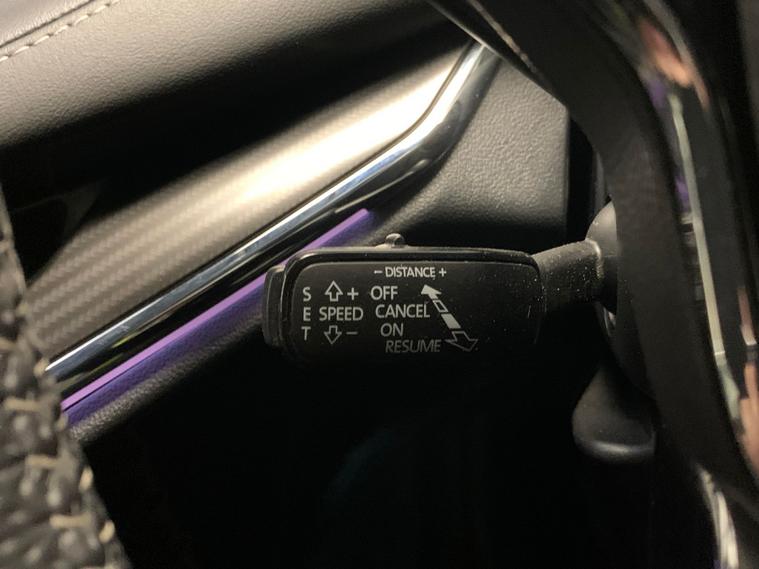 - DISTANCE +
S + OFF
E SPEED CANCEL
T - ON
RESUME